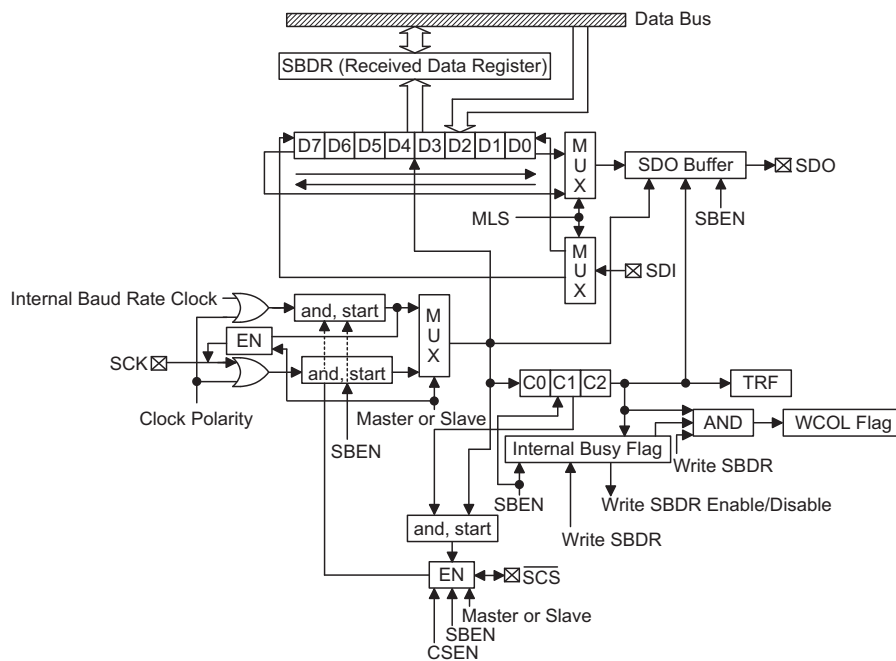 Data Bus
SBDR (Received Data Register)
D7 D6 D5 D4 D3 D2 D1 D0
M
U
X
SDO Buffer
SDO
MLS
SBEN
M
U
X
SDI
Internal Baud Rate Clock
and, start
M
U
X
EN
SCK
and, start
C0 C1 C2
TRF
Clock Polarity
Master or Slave
AND
WCOL Flag
SBEN
Internal Busy Flag
Write SBDR
SBEN
Write SBDR Enable/Disable
and, start
Write SBDR
EN
SCS
Master or Slave
SBEN
CSEN